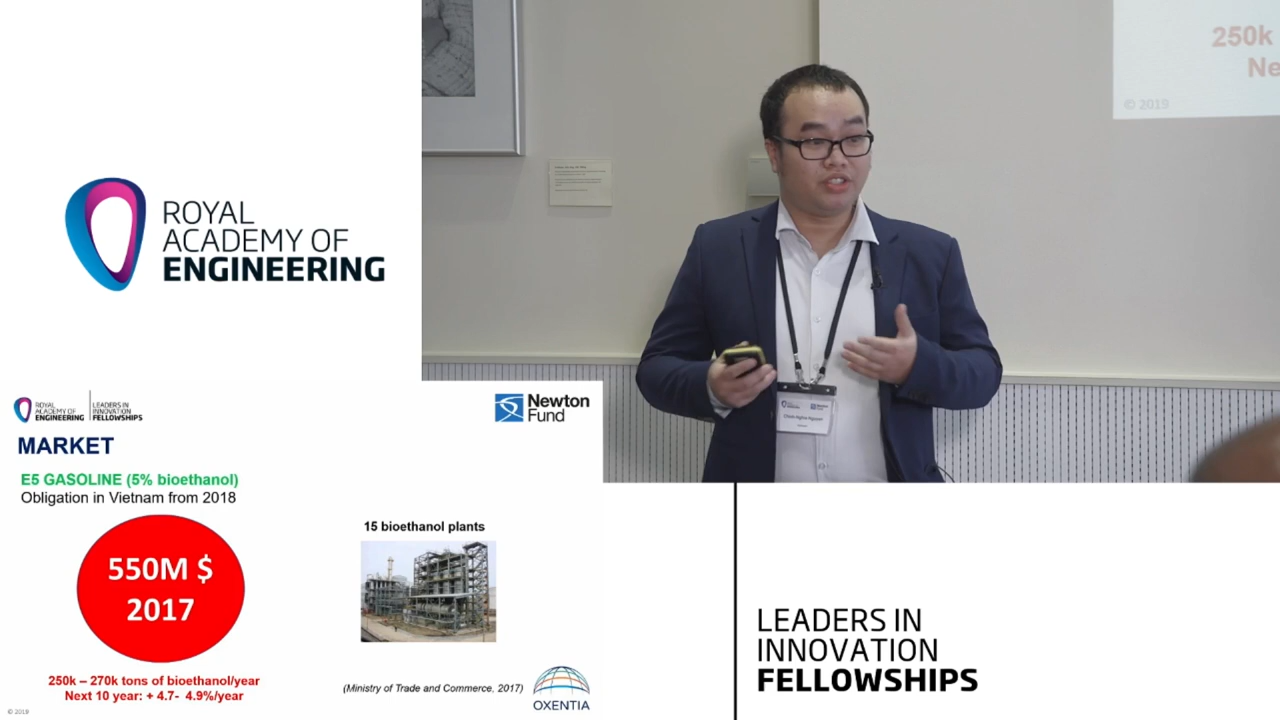 ROYAL
ACADEMY OF
ENGINEERING
250k
Ne
© 2019
ROYAL
ACADEMY OF
ENGINEERING
LEADERS IN
INNOVATION
FELLOWSHIPS
Newton
Fund
MARKET
E5 GASOLINE (5% bioethanol)
Obligation in Vietnam from 2018
550M $
2017
15 bioethanol plants
250k – 270k tons of bioethanol/year
Next 10 year: + 4.7- 4.9%/year
(Ministry of Trade and Commerce, 2017)
OXENTIA
© 2019
Newton
Fund
LEADERS IN
INNOVATION
FELLOWSHIPS